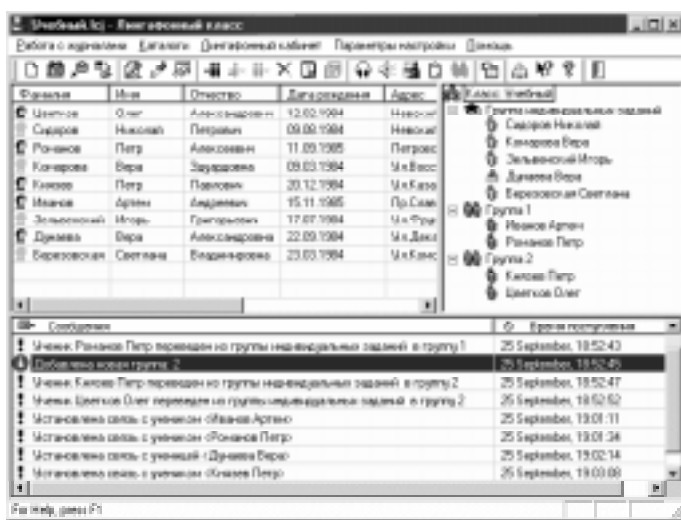 Учебный.lcj - Лингафонный класс
Работа с журналами Каталоги Лингафонный кабинет Параметры настройки Помощь
Фамилия Имя Отчество Дата рождения Адрес
Цветков Олег Александрович 12.02.1984
Сидоров Николай Петрович 09.08.1984
Романов Петр Алексеевич 11.09.1985
Комарова Вера Эдуардовна 09.03.1984
Князев Петр Павлович 20.12.1984
Иванов Артем Андреевич 15.11.1985
Зельвенский Игорь Григорьевич 17.07.1984
Дунаева Вера Александровна 22.09.1984
Березовская Светлана Владимировна 23.03.1984
Класс: Учебный
Группа индивидуальных заданий
Сидоров Николай
Комарова Вера
Зельвенский Игорь
Дунаева Вера
Березовская Светлана
Группа 1
Иванов Артем
Романов Петр
Группа 2
Князев Петр
Цветков Олег
Сообщения Время поступления
Ученик Романов Петр переведен из группы индивидуальных заданий в группу 1 25 September, 18:52:43
Добавлена новая группа: 2 25 September, 18:52:45
Ученик Князев Петр переведен из группы индивидуальных заданий в группу 2 25 September, 18:52:47
Ученик Цветков Олег переведен из группы индивидуальных заданий в группу 2 25 September, 18:52:52
Установлена связь с учеником <Иванов Артем> 25 September, 19:01:11
Установлена связь с учеником <Романов Петр> 25 September, 19:01:34
Установлена связь с ученицей <Дунаева Вера> 25 September, 19:02:14
Установлена связь с учеником <Князев Петр> 25 September, 19:03:08
For Help, press F1